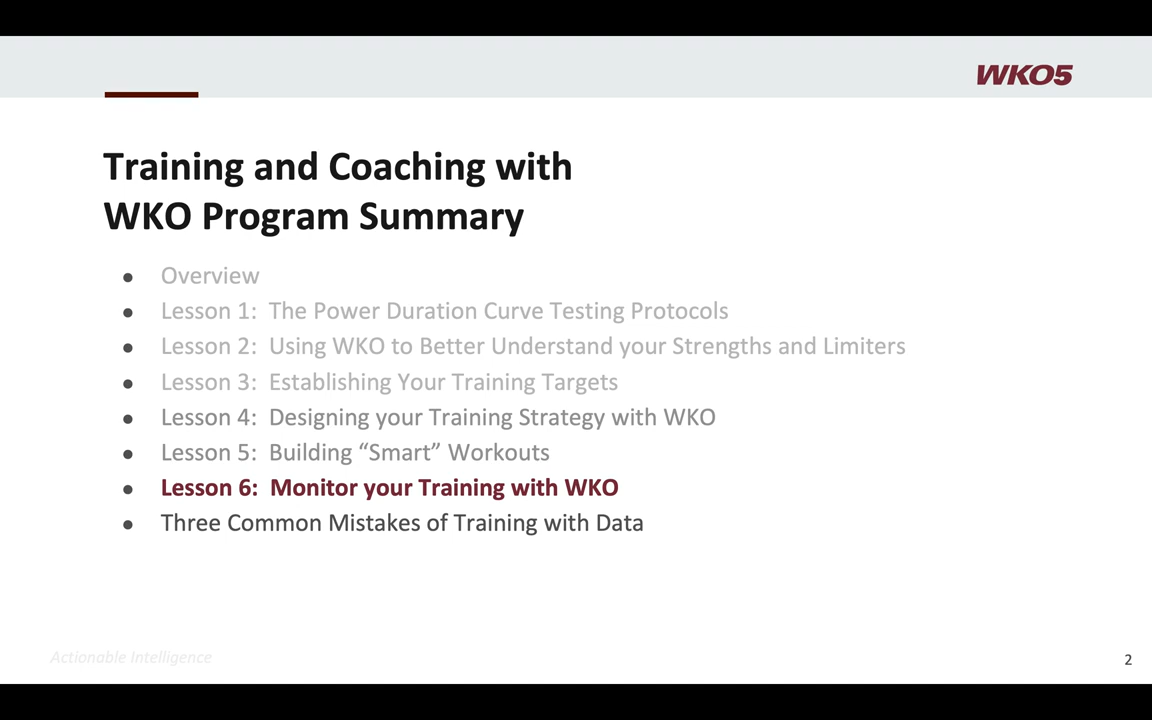 WKO5
Training and Coaching with
WKO Program Summary
● Overview
● Lesson 1: The Power Duration Curve Testing Protocols
● Lesson 2: Using WKO to Better Understand your Strengths and Limiters
● Lesson 3: Establishing Your Training Targets
● Lesson 4: Designing your Training Strategy with WKO
● Lesson 5: Building “Smart” Workouts
● Lesson 6: Monitor your Training with WKO
● Three Common Mistakes of Training with Data
Actionable Intelligence
2